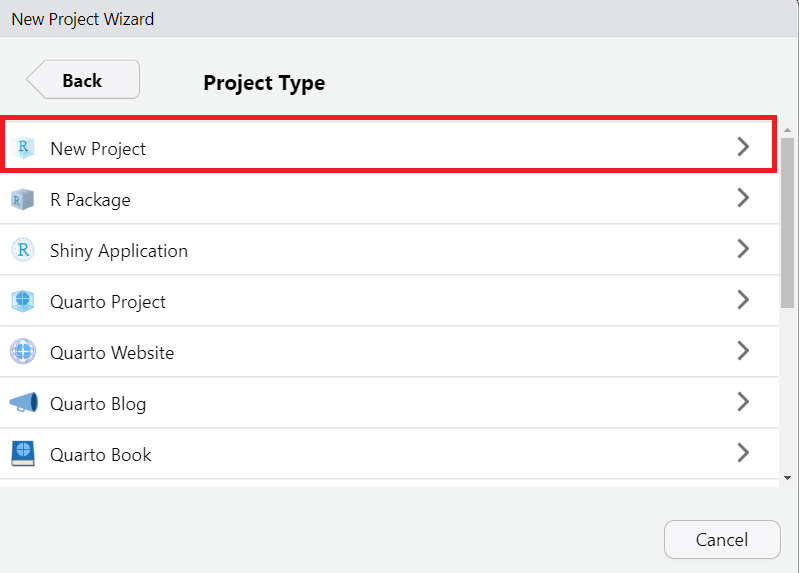 New Project Wizard
Back
Project Type
R New Project
R R Package
R Shiny Application
Quarto Project
Quarto Website
Quarto Blog
Quarto Book
Cancel